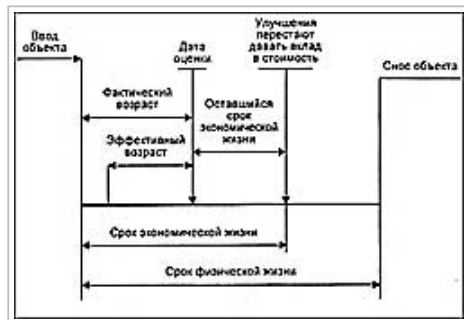 Ввод
объекта
Дата
оценки
Улучшения
перестают
давать вклад
в стоимость
Снос объекта
Фактический
возраст
Оставшийся
срок
экономической
жизни
Эффективный
возраст
Срок экономической жизни
Срок физической жизни